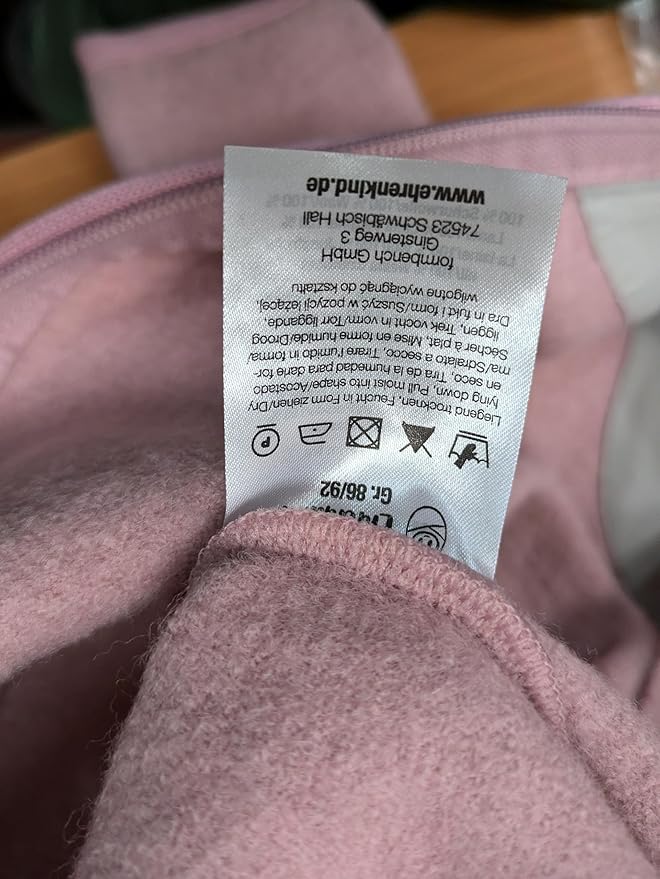 Gr. 86/92
P
Liegend trocknen, Feucht in Form ziehen/Dry
lying down, Pull moist into shape/Acostado
en seco, Tira de la humedad para darle for-
ma/Sdraiato a secco, Tirare l'umido in forma/
Sécher à plat, Mise en forme humide/Droog
liggen, Trek vocht in vorm/Torr liggande,
Dra in fukt i form/Suszyć w pozycji leżącej,
wilgotne wyciągnąć do kształtu
formbench GmbH
Ginsterweg 3
74523 Schwäbisch Hall
www.ehrenkind.de